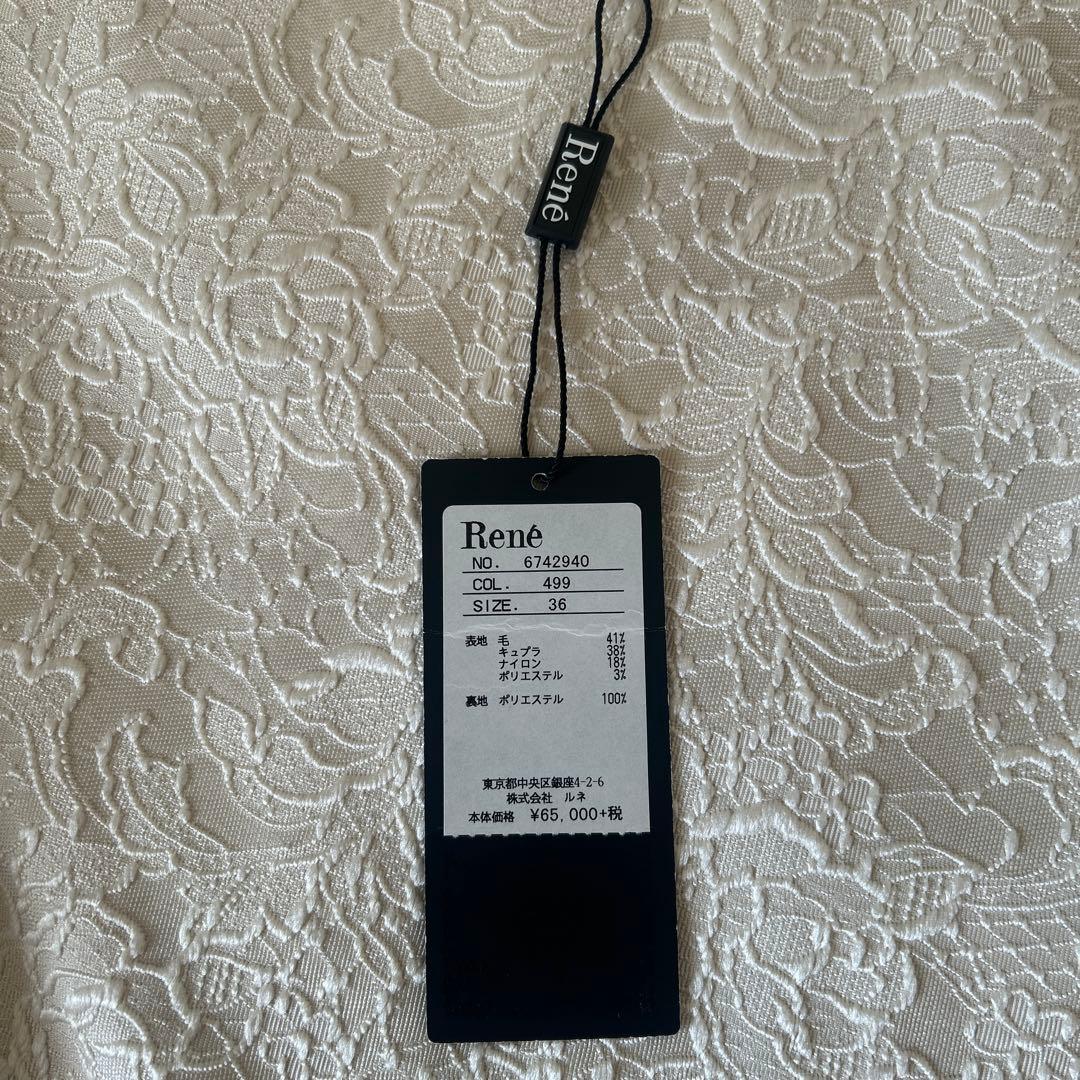 René
René
NO. 6742940
COL. 499
SIZE. 36
表地 毛 41%
キュプラ 38%
ナイロン 18%
ポリエステル 3%
裏地 ポリエステル 100%
東京都中央区銀座4-2-6
株式会社 ルネ
本体価格 ¥65,000+税